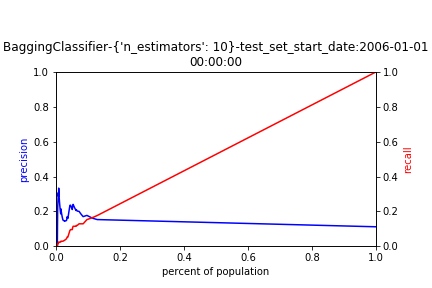 BaggingClassifier-{'n_estimators': 10}-test_set_start_date:2006-01-01
00:00:00
1.0
0.8
0.6
0.4
0.2
0.0
precision
1.0
0.8
0.6
0.4
0.2
0.0
recall
0.0 0.2 0.4 0.6 0.8 1.0
percent of population